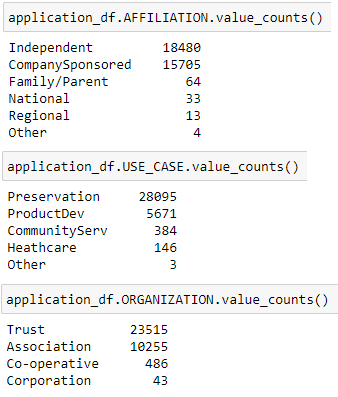 application_df.AFFILIATION.value_counts()
Independent 18480
CompanySponsored 15705
Family/Parent 64
National 33
Regional 13
Other 4
application_df.USE_CASE.value_counts()
Preservation 28095
ProductDev 5671
CommunityServ 384
Heathcare 146
Other 3
application_df.ORGANIZATION.value_counts()
Trust 23515
Association 10255
Co-operative 486
Corporation 43